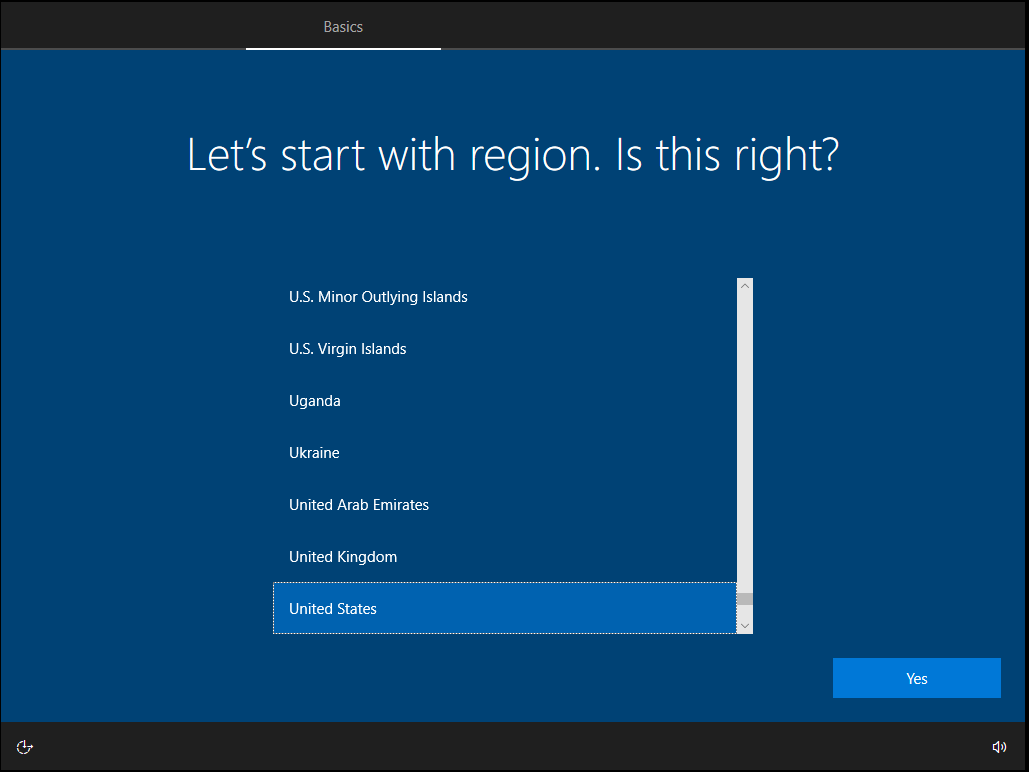 Basics
Let’s start with region. Is this right?
U.S. Minor Outlying Islands
U.S. Virgin Islands
Uganda
Ukraine
United Arab Emirates
United Kingdom
United States
Yes